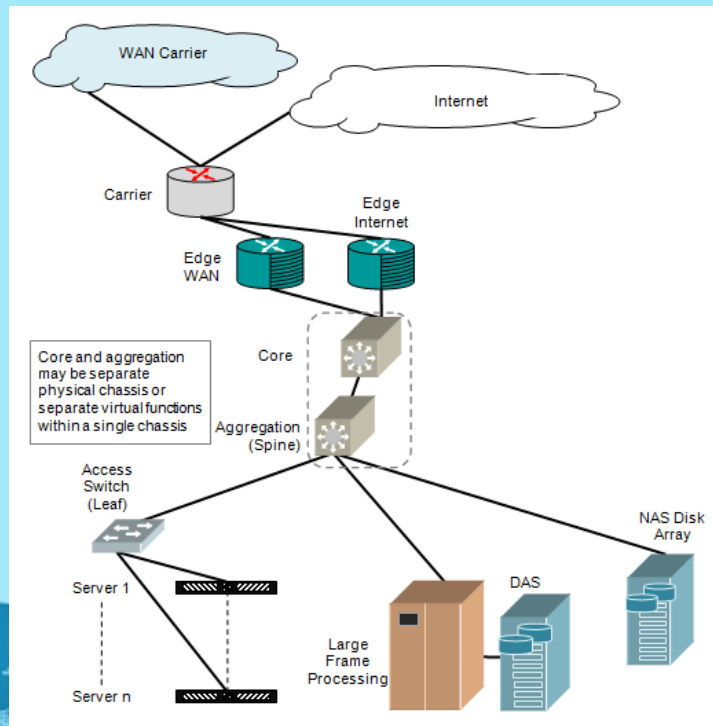 WAN Carrier
Internet
Carrier
Edge
Internet
Edge
WAN
Core
Core and aggregation
may be separate
physical chassis or
separate virtual functions
within a single chassis
Aggregation
(Spine)
Access
Switch
(Leaf)
NAS Disk
Array
Server 1
DAS
Large
Frame
Processing
Server n